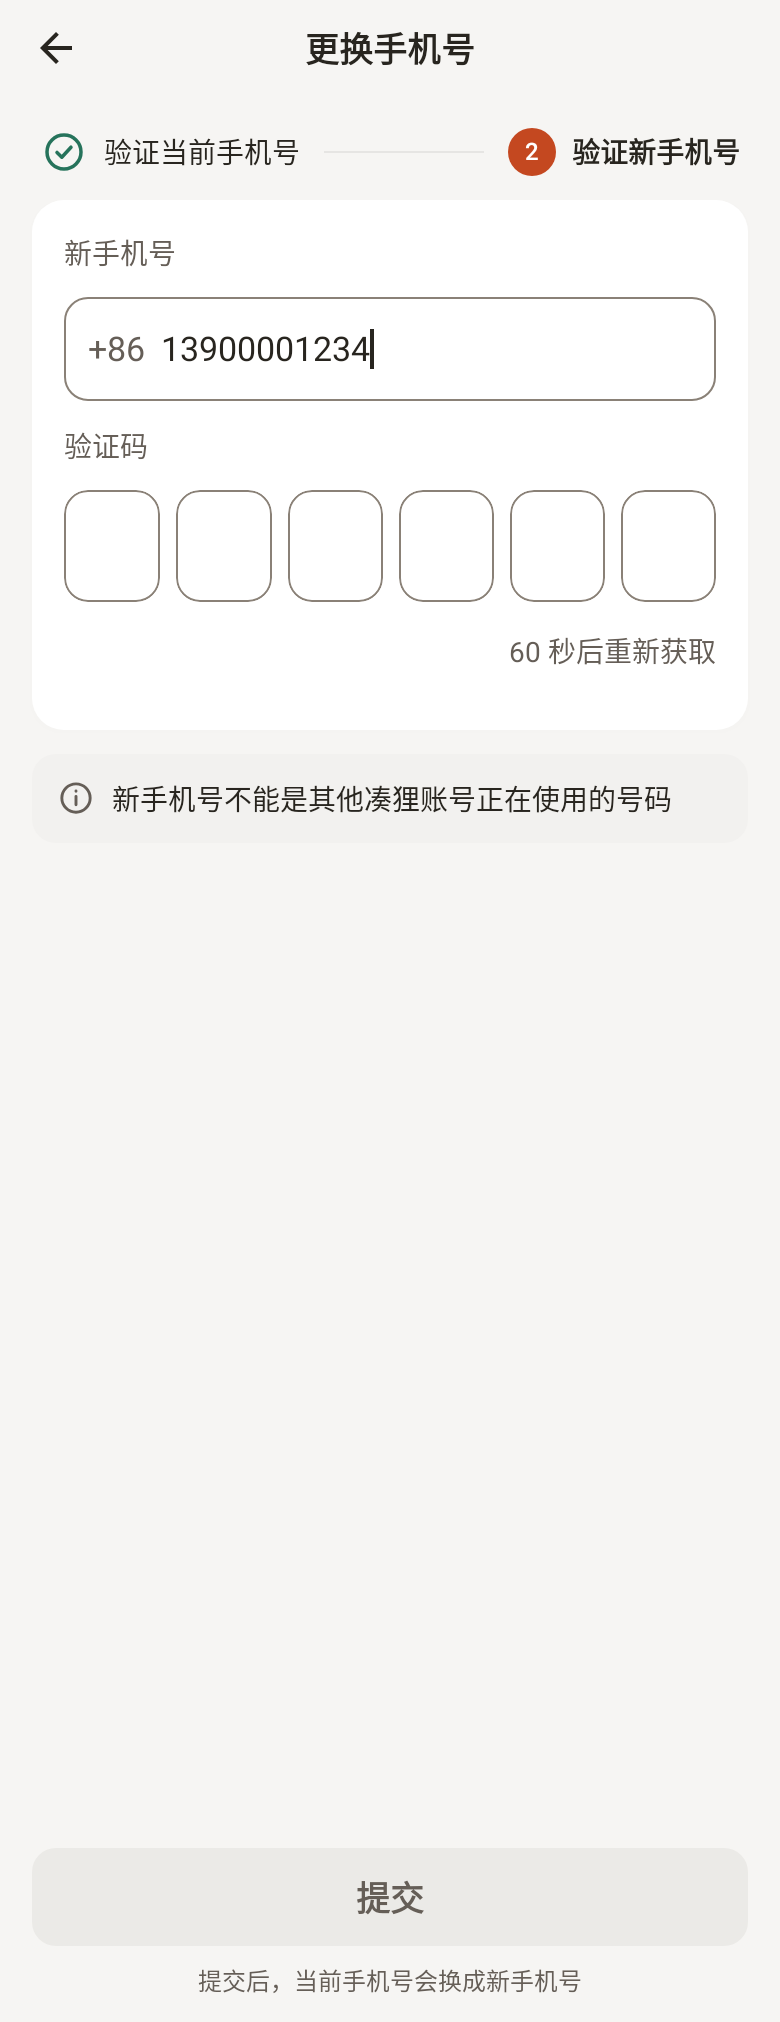 更换手机号
验证当前手机号
2 验证新手机号
新手机号
+86 13900001234
验证码
60 秒后重新获取
新手机号不能是其他凑狸账号正在使用的号码
提交
提交后，当前手机号会换成新手机号